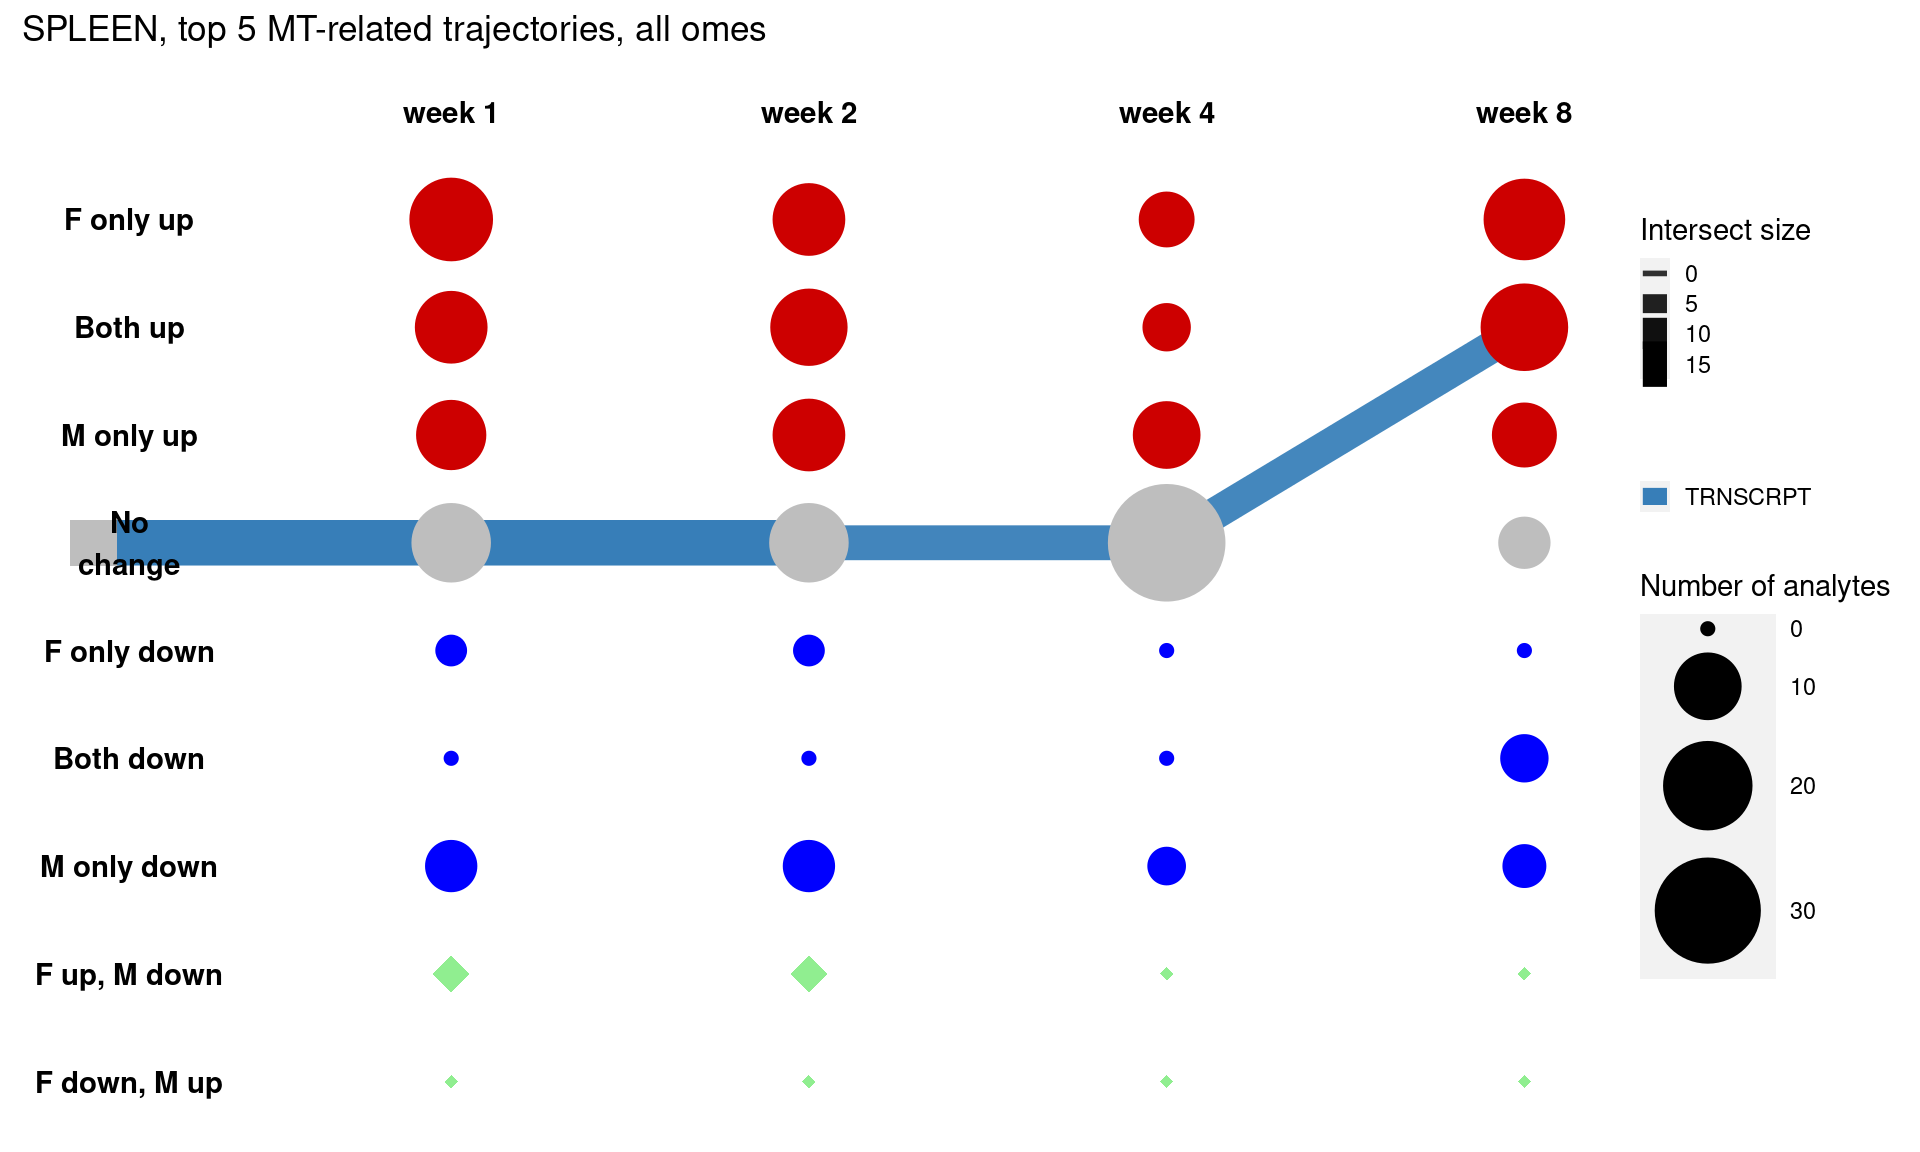 SPLEEN, top 5 MT-related trajectories, all omes
week 1
week 2
week 4
week 8
F only up
Both up
M only up
No
change
F only down
Both down
M only down
F up, M down
F down, M up
Intersect size
0
5
10
15
TRNSCRPT
Number of analytes
0
10
20
30